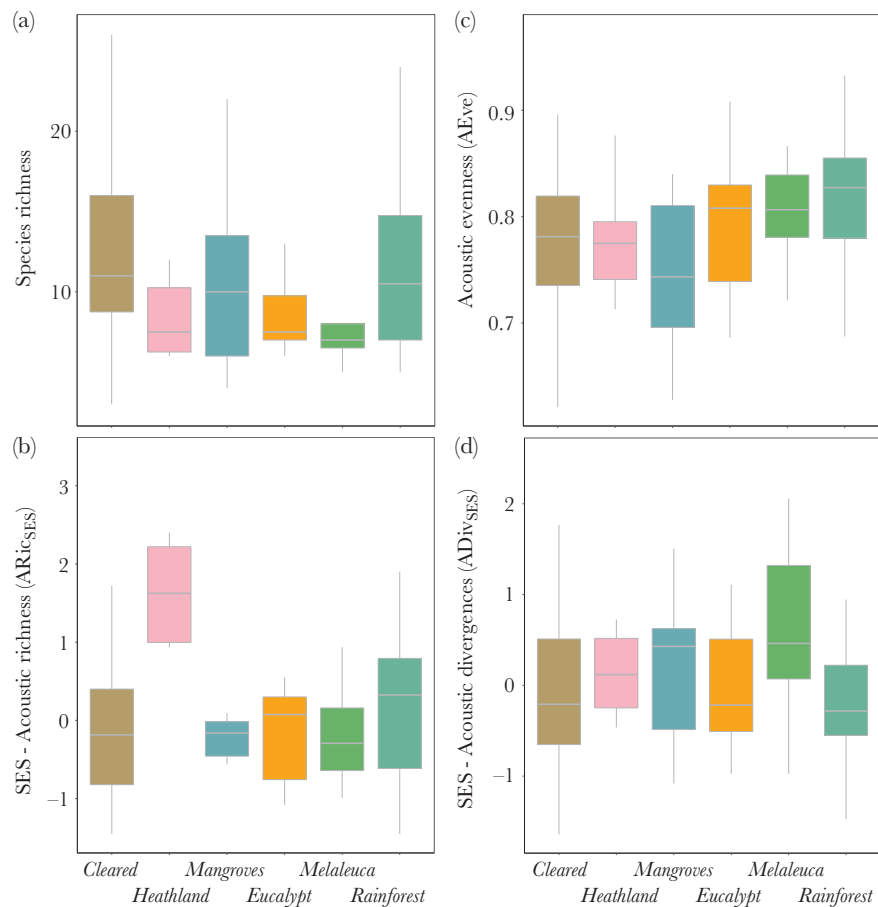 (a)
Species richness
20
10
(c)
Acoustic evenness (AEve)
0.9
0.8
0.7
(b)
SES - Acoustic richness (ARicSES)
3
2
1
0
−1
(d)
SES - Acoustic divergences (ADivSES)
2
1
0
−1
Cleared Mangroves Melaleuca
Heathland Eucalypt Rainforest
Cleared Mangroves Melaleuca
Heathland Eucalypt Rainforest